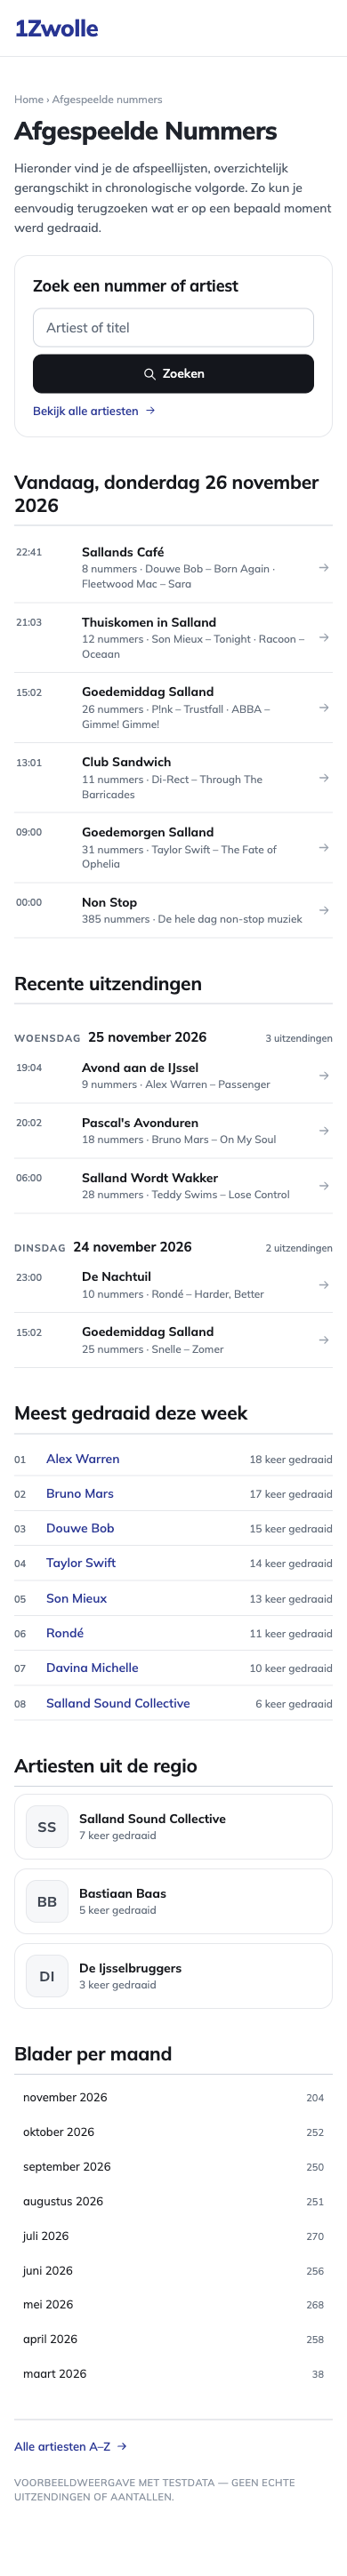 1Zwolle
Home › Afgespeelde nummers
Afgespeelde Nummers
Hieronder vind je de afspeellijsten, overzichtelijk
gerangschikt in chronologische volgorde. Zo kun je
eenvoudig terugzoeken wat er op een bepaald moment
werd gedraaid.
Zoek een nummer of artiest
Artiest of titel
Zoeken
Bekijk alle artiesten →
Vandaag, donderdag 26 november
2026
22:41 Sallands Café →
8 nummers · Douwe Bob – Born Again ·
Fleetwood Mac – Sara
21:03 Thuiskomen in Salland →
12 nummers · Son Mieux – Tonight · Racoon –
Oceaan
15:02 Goedemiddag Salland →
26 nummers · P!nk – Trustfall · ABBA –
Gimme! Gimme!
13:01 Club Sandwich →
11 nummers · Di-Rect – Through The
Barricades
09:00 Goedemorgen Salland →
31 nummers · Taylor Swift – The Fate of
Ophelia
00:00 Non Stop →
385 nummers · De hele dag non-stop muziek
Recente uitzendingen
WOENSDAG 25 november 2026 3 uitzendingen
19:04 Avond aan de IJssel →
9 nummers · Alex Warren – Passenger
20:02 Pascal's Avonduren →
18 nummers · Bruno Mars – On My Soul
06:00 Salland Wordt Wakker →
28 nummers · Teddy Swims – Lose Control
DINSDAG 24 november 2026 2 uitzendingen
23:00 De Nachtuil →
10 nummers · Rondé – Harder, Better
15:02 Goedemiddag Salland →
25 nummers · Snelle – Zomer
Meest gedraaid deze week
01 Alex Warren 18 keer gedraaid
02 Bruno Mars 17 keer gedraaid
03 Douwe Bob 15 keer gedraaid
04 Taylor Swift 14 keer gedraaid
05 Son Mieux 13 keer gedraaid
06 Rondé 11 keer gedraaid
07 Davina Michelle 10 keer gedraaid
08 Salland Sound Collective 6 keer gedraaid
Artiesten uit de regio
SS Salland Sound Collective
7 keer gedraaid
BB Bastiaan Baas
5 keer gedraaid
DI De Ijsselbruggers
3 keer gedraaid
Blader per maand
november 2026 204
oktober 2026 252
september 2026 250
augustus 2026 251
juli 2026 270
juni 2026 256
mei 2026 268
april 2026 258
maart 2026 38
Alle artiesten A–Z →
VOORBEELDWEERGAVE MET TESTDATA — GEEN ECHTE
UITZENDINGEN OF AANTALLEN.